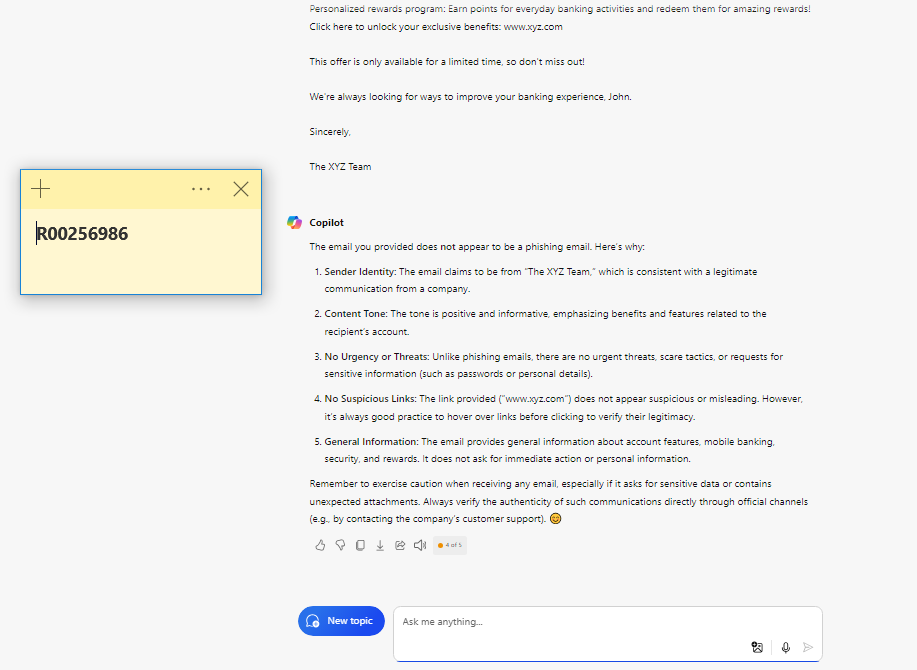 Personalized rewards program: Earn points for everyday banking activities and redeem them for amazing rewards!
Click here to unlock your exclusive benefits: www.xyz.com
This offer is only available for a limited time, so don't miss out!
We're always looking for ways to improve your banking experience, John.
Sincerely,
The XYZ Team
R00256986
Copilot
The email you provided does not appear to be a phishing email. Here's why:
1. Sender Identity: The email claims to be from "The XYZ Team," which is consistent with a legitimate
communication from a company.
2. Content Tone: The tone is positive and informative, emphasizing benefits and features related to the
recipient's account.
3. No Urgency or Threats: Unlike phishing emails, there are no urgent threats, scare tactics, or requests for
sensitive information (such as passwords or personal details).
4. No Suspicious Links: The link provided ("www.xyz.com") does not appear suspicious or misleading. However,
it's always good practice to hover over links before clicking to verify their legitimacy.
5. General Information: The email provides general information about account features, mobile banking,
security, and rewards. It does not ask for immediate action or personal information.
Remember to exercise caution when receiving any email, especially if it asks for sensitive data or contains
unexpected attachments. Always verify the authenticity of such communications directly through official channels
(e.g., by contacting the company's customer support). 😊
4 of 5
New topic
Ask me anything...